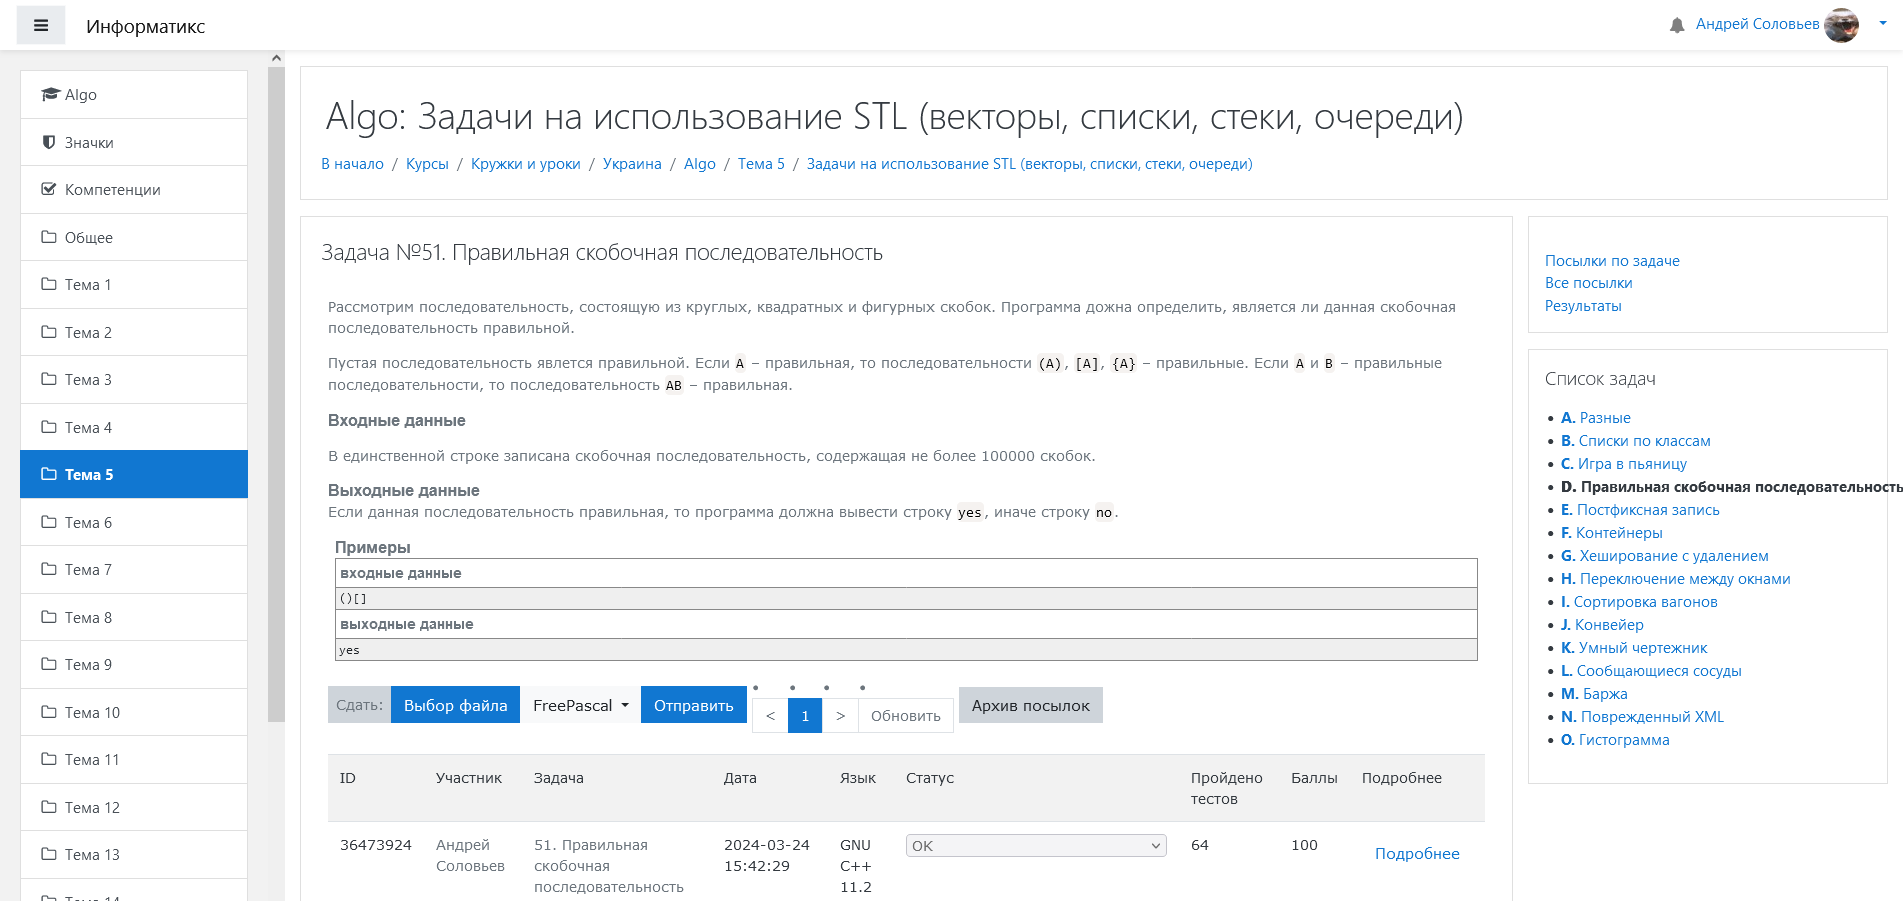 Информатикс
Андрей Соловьев
Algo
Значки
Компетенции
Общее
Тема 1
Тема 2
Тема 3
Тема 4
Тема 5
Тема 6
Тема 7
Тема 8
Тема 9
Тема 10
Тема 11
Тема 12
Тема 13
Тема 14
Algo: Задачи на использование STL (векторы, списки, стеки, очереди)
В начало / Курсы / Кружки и уроки / Украина / Algo / Тема 5 / Задачи на использование STL (векторы, списки, стеки, очереди)
Задача №51. Правильная скобочная последовательность
Рассмотрим последовательность, состоящую из круглых, квадратных и фигурных скобок. Программа дожна определить, является ли данная скобочная
последовательность правильной.
Пустая последовательность явлется правильной. Если A – правильная, то последовательности (A), [A], {A} – правильные. Если A и B – правильные
последовательности, то последовательность AB – правильная.
Входные данные
В единственной строке записана скобочная последовательность, содержащая не более 100000 скобок.
Выходные данные
Если данная последовательность правильная, то программа должна вывести строку yes, иначе строку no.
Примеры
входные данные
()[]
выходные данные
yes
Сдать: Выбор файла FreePascal Отправить < 1 > Обновить Архив посылок
ID Участник Задача Дата Язык Статус Пройдено тестов Баллы Подробнее
36473924 Андрей Соловьев 51. Правильная скобочная последовательность 2024-03-24 15:42:29 GNU C++ 11.2 OK 64 100 Подробнее
Посылки по задаче
Все посылки
Результаты
Список задач
A. Разные
B. Списки по классам
C. Игра в пьяницу
D. Правильная скобочная последовательность
E. Постфиксная запись
F. Контейнеры
G. Хеширование с удалением
H. Переключение между окнами
I. Сортировка вагонов
J. Конвейер
K. Умный чертежник
L. Сообщающиеся сосуды
M. Баржа
N. Поврежденный XML
O. Гистограмма